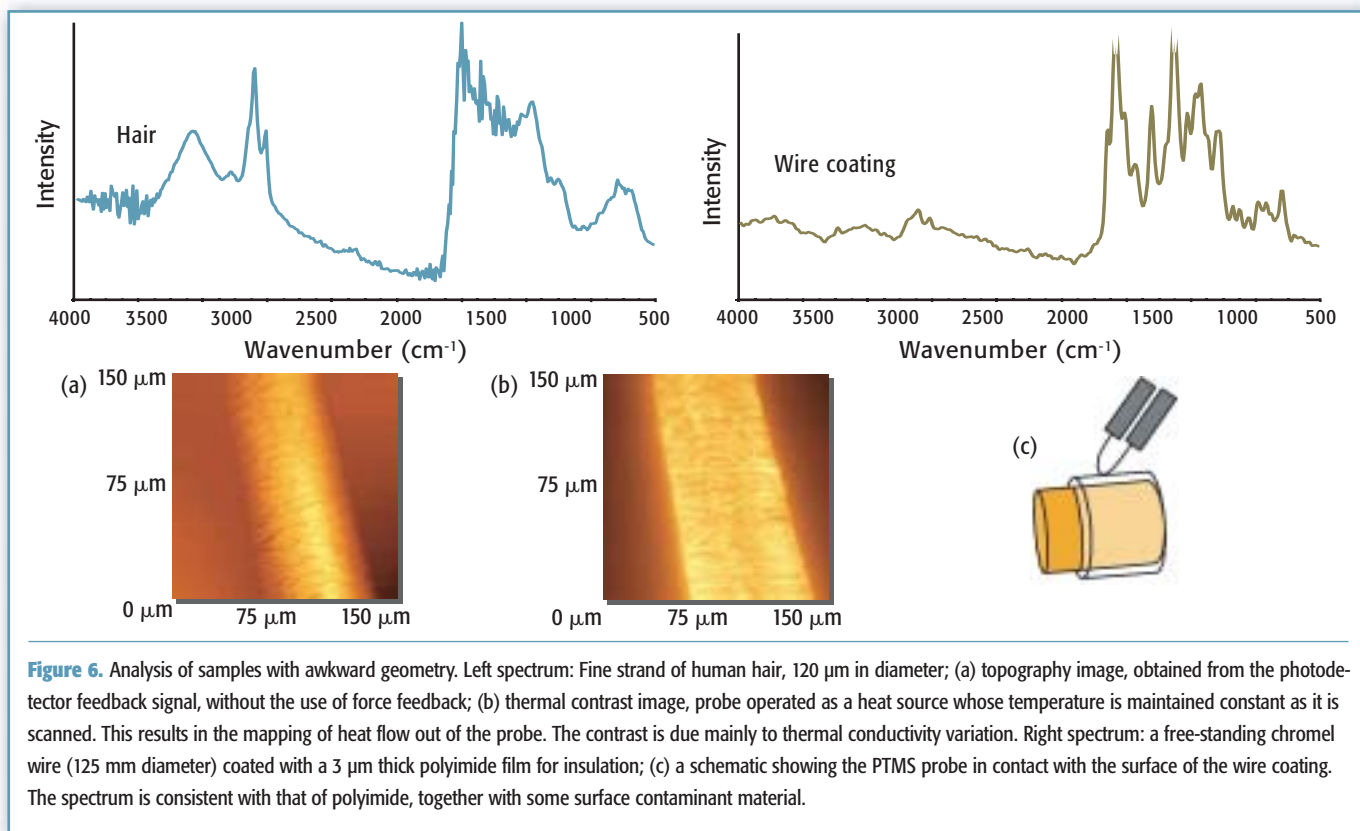 Hair
Intensity
4000 3500 3000 2500 2000 1500 1000 500
Wavenumber (cm⁻¹)
Wire coating
Intensity
4000 3500 3000 2500 2000 1500 1000 500
Wavenumber (cm⁻¹)
(a)
150 µm
75 µm
0 µm
75 µm 150 µm
(b)
150 µm
75 µm
0 µm
75 µm 150 µm
(c)
Figure 6. Analysis of samples with awkward geometry. Left spectrum: Fine strand of human hair, 120 µm in diameter; (a) topography image, obtained from the photode-
tector feedback signal, without the use of force feedback; (b) thermal contrast image, probe operated as a heat source whose temperature is maintained constant as it is
scanned. This results in the mapping of heat flow out of the probe. The contrast is due mainly to thermal conductivity variation. Right spectrum: a free-standing chromel
wire (125 mm diameter) coated with a 3 µm thick polyimide film for insulation; (c) a schematic showing the PTMS probe in contact with the surface of the wire coating.
The spectrum is consistent with that of polyimide, together with some surface contaminant material.